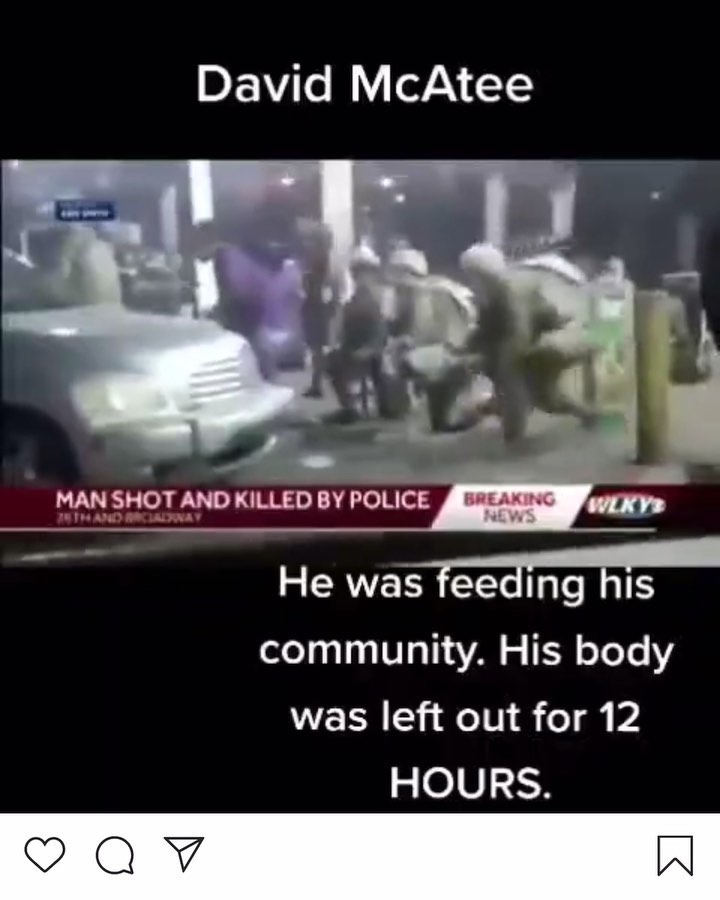 David McAtee
MAN SHOT AND KILLED BY POLICE
BREAKING
NEWS
WLKY
26TH AND BROADWAY
He was feeding his
community. His body
was left out for 12
HOURS.